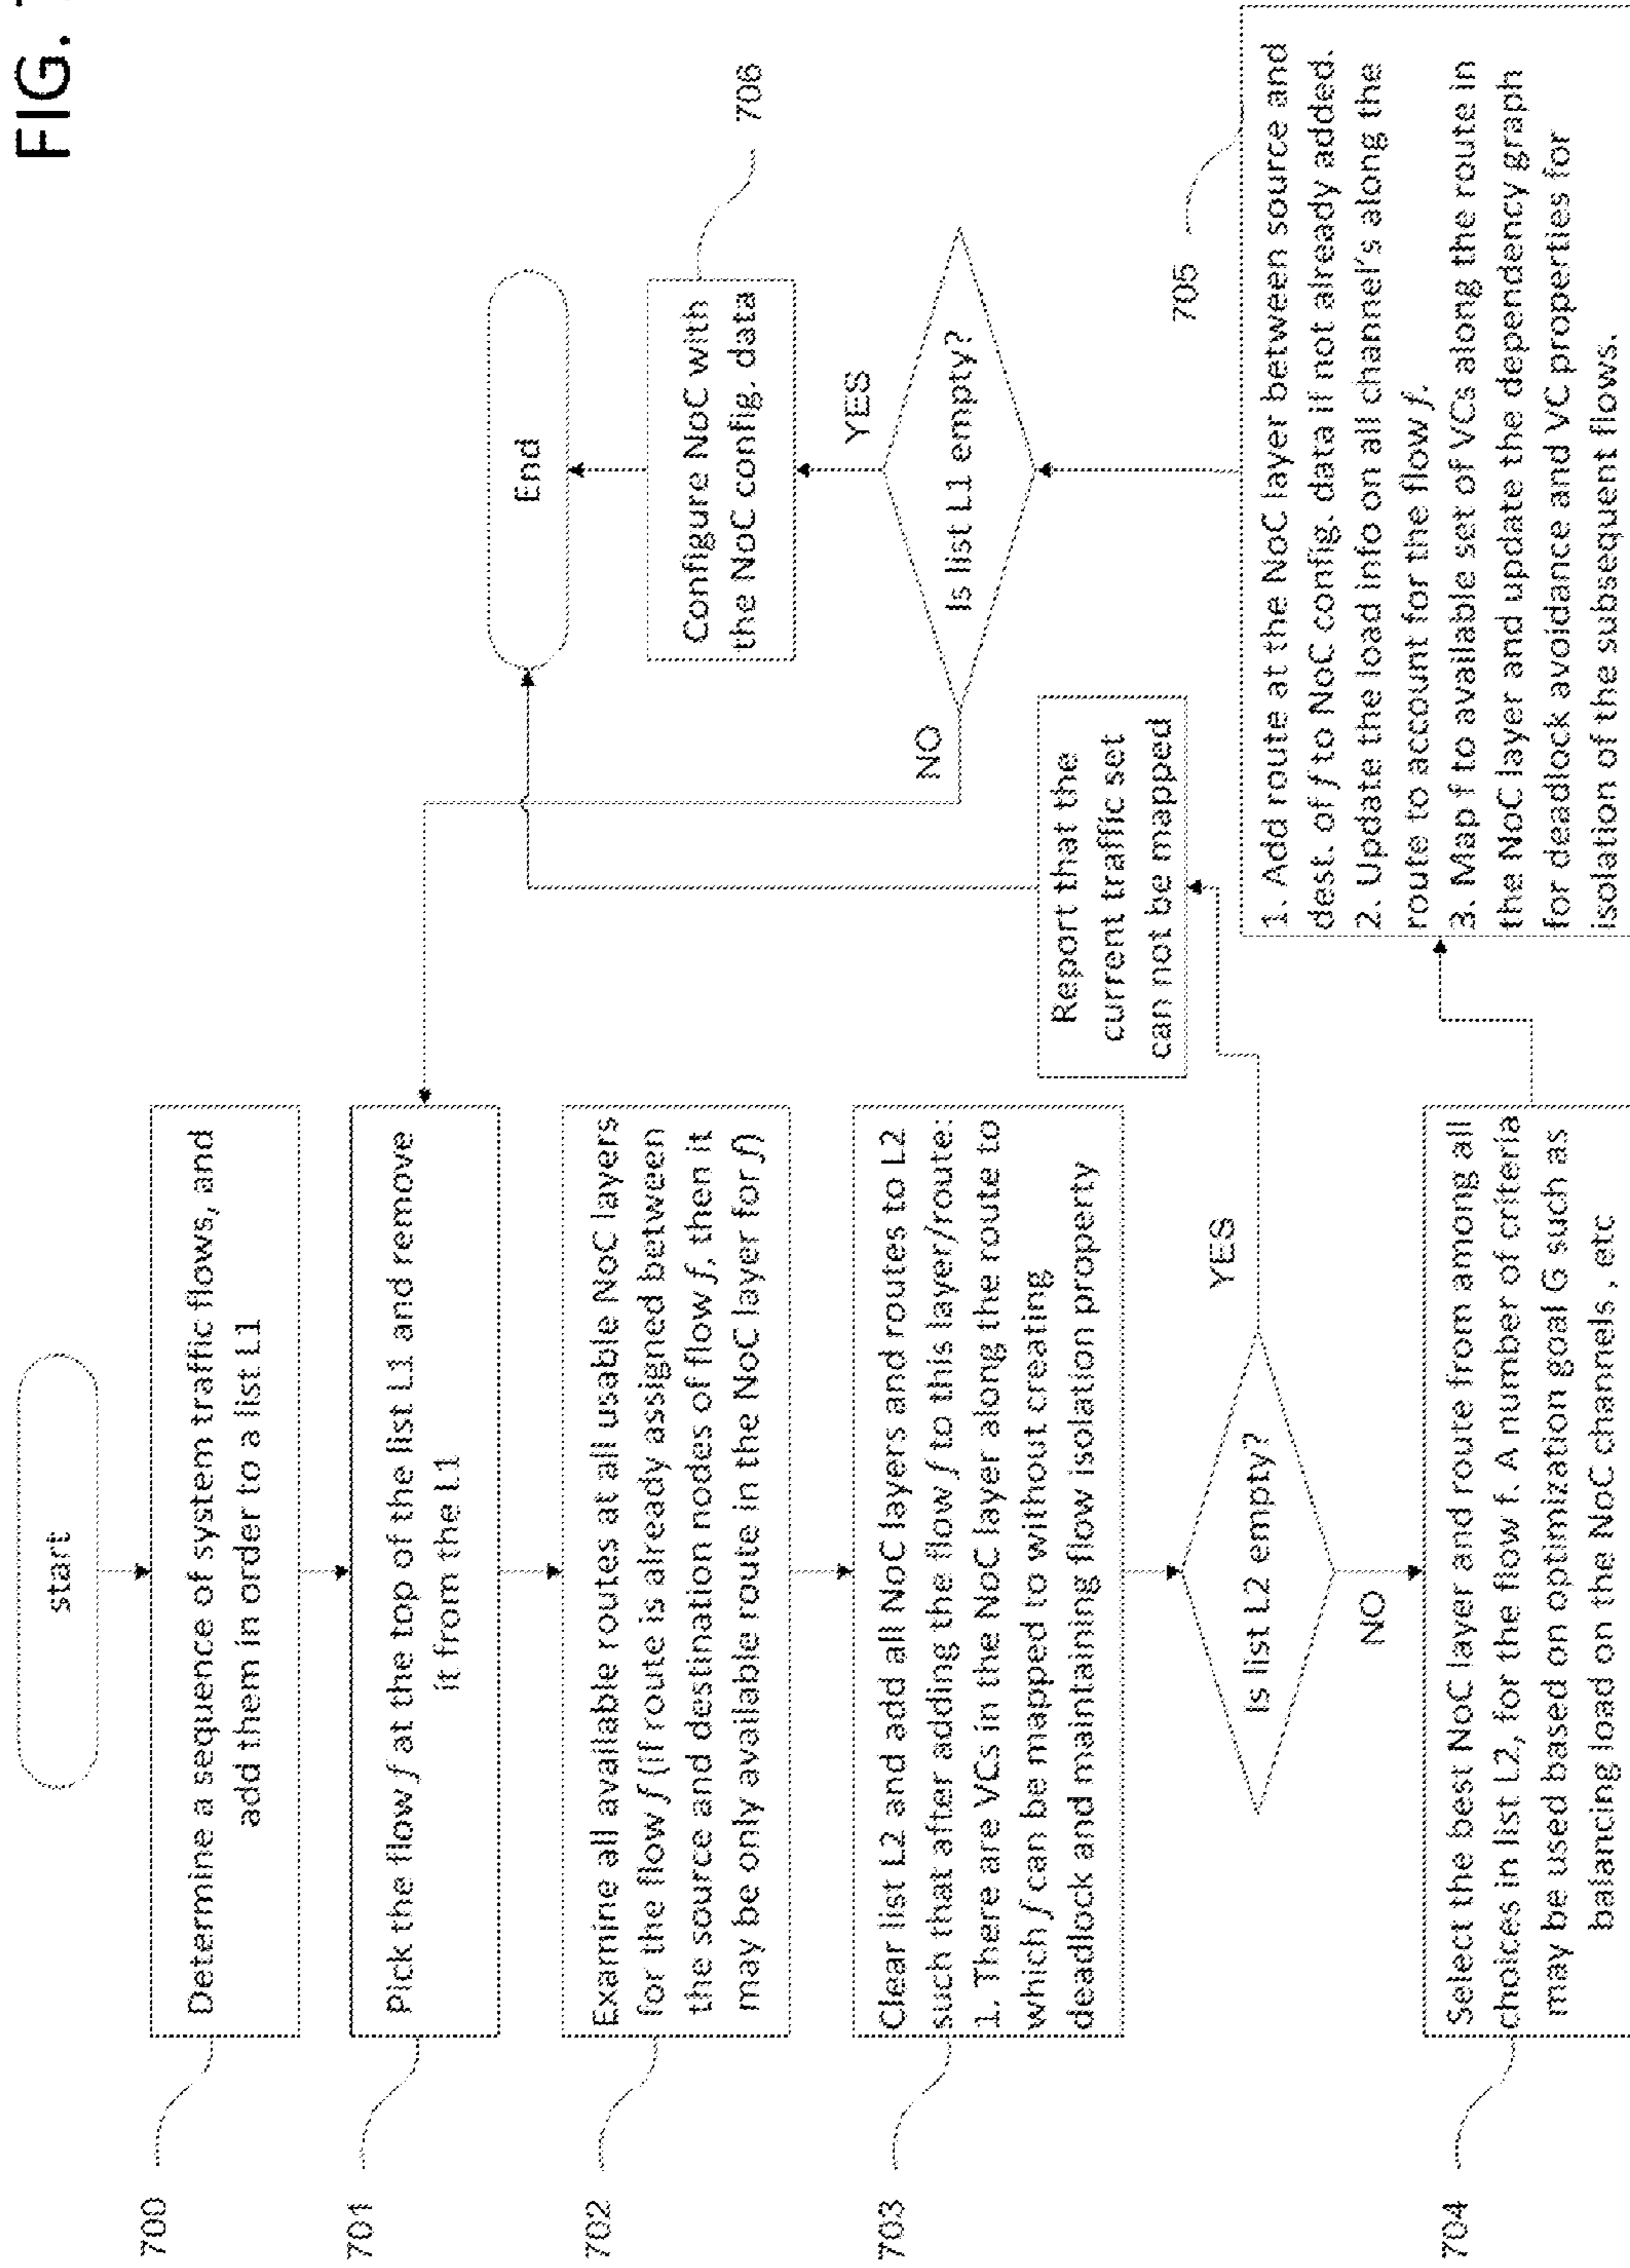 FIG.
start
700
Determine a sequence of system traffic flows, and
add them in order to a list L1
701
Pick the flow f at the top of the list L1 and remove
it from the L1
702
Examine all available routes at all usable NoC layers
for the flow f (if route is already assigned between
the source and destination nodes of flow f, then it
may be only available route in the NoC layer for f)
703
Clear list L2 and add all NoC layers and routes to L2
such that after adding the flow f to this layer/route:
1. There are VCs in the NoC layer along the route to
which f can be mapped to without creating
deadlock and maintaining flow isolation property
Is list L2 empty?
YES
NO
704
Select the best NoC layer and route from among all
choices in list L2, for the flow f. A number of criteria
may be used based on optimization goal G such as
balancing load on the NoC channels , etc
End
706
Configure NoC with
the NoC config. data
YES
Is list L1 empty?
NO
Report that the
current traffic set
can not be mapped
705
1. Add route at the NoC layer between source and
dest. of f to NoC config. data if not already added.
2. Update the load info on all channel's along the
route to account for the flow f.
3. Map f to available set of VCs along the route in
the NoC layer and update the dependency graph
for deadlock avoidance and VC properties for
isolation of the subsequent flows.